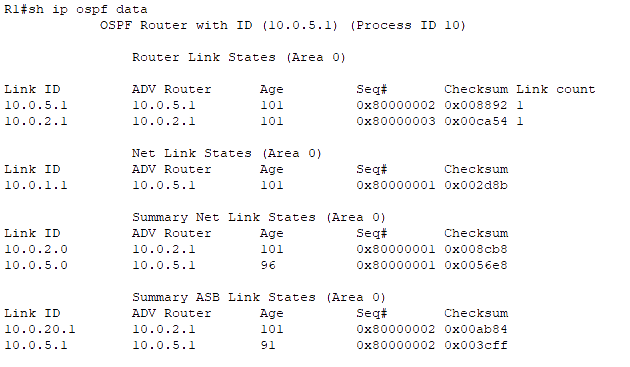 R1#sh ip ospf data
OSPF Router with ID (10.0.5.1) (Process ID 10)
Router Link States (Area 0)
Link ID ADV Router Age Seq# Checksum Link count
10.0.5.1 10.0.5.1 101 0x80000002 0x008892 1
10.0.2.1 10.0.2.1 101 0x80000003 0x00ca54 1
Net Link States (Area 0)
Link ID ADV Router Age Seq# Checksum
10.0.1.1 10.0.5.1 101 0x80000001 0x002d8b
Summary Net Link States (Area 0)
Link ID ADV Router Age Seq# Checksum
10.0.2.0 10.0.2.1 101 0x80000001 0x008cb8
10.0.5.0 10.0.5.1 96 0x80000001 0x0056e8
Summary ASB Link States (Area 0)
Link ID ADV Router Age Seq# Checksum
10.0.20.1 10.0.2.1 101 0x80000002 0x00ab84
10.0.5.1 10.0.5.1 91 0x80000002 0x003cff